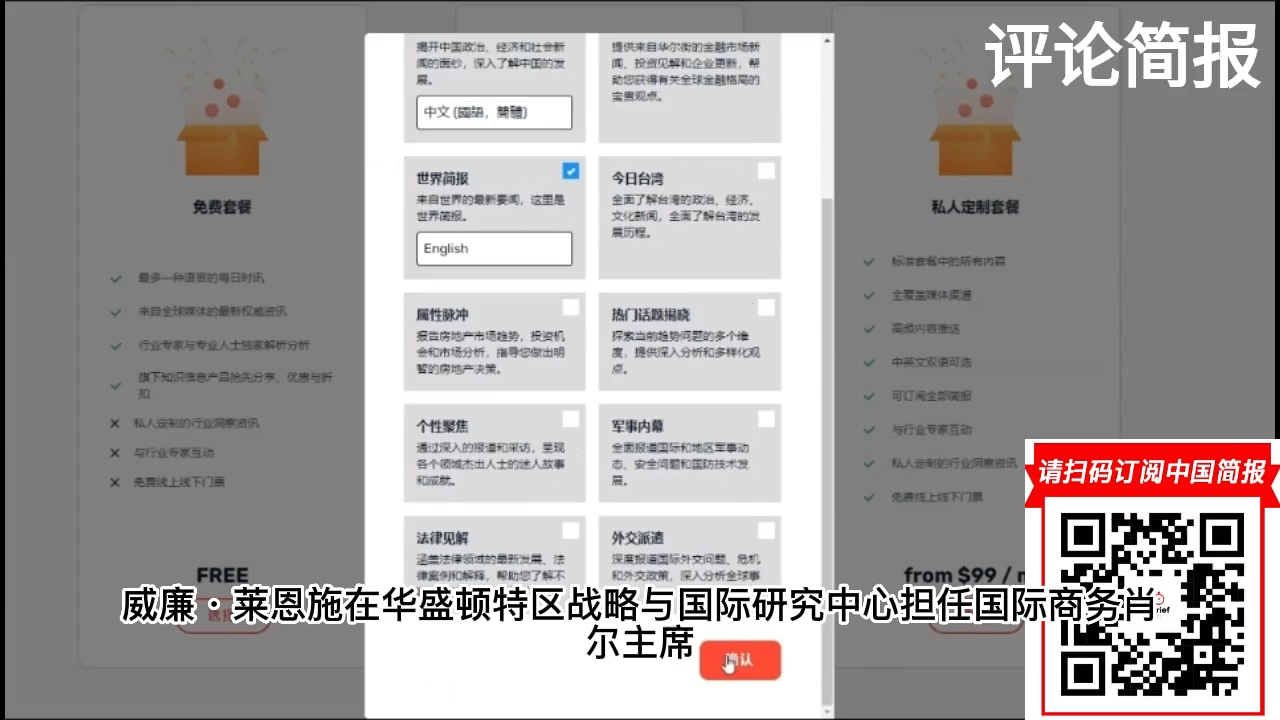 评论简报
免费套餐
最多一种语言的每日时讯
来自全球媒体的最新权威资讯
行业专家与专业人士独家解析分析
旗下知识信息产品抢先分享、优惠与折
扣
私人定制的行业洞察资讯
与行业专家互动
免费线上线下门票
FREE
揭开中国政治、经济和社会新
闻的面纱，深入了解中国的发
展。
中文 (國語，簡體)
提供来自华尔街的金融市场新
闻、投资见解和企业更新，帮
助您获得有关全球金融格局的
宝贵观点。
世界简报
来自世界的最新要闻，这里是
世界简报。
English
今日台湾
全面了解台湾的政治、经济、
文化新闻，全面了解台湾的发
展历程。
属性脉冲
报告房地产市场趋势，投资机
会和市场分析，指导您做出明
智的房地产决策。
热门话题揭晓
探索当前趋势问题的多个维
度，提供深入分析和多样化观
点。
个性聚焦
通过深入的报道和采访，呈现
各个领域杰出人士的迷人故事
和成就。
军事内幕
全面报道国际和地区军事动
态、安全问题和国防技术发
展。
法律见解
涵盖法律领域的最新发展、法
律案例和解释，帮助您了解不
外交派遣
深度报道国际外交问题、危机
和外交政策，深入分析全球事
确认
私人定制套餐
标准套餐中的所有内容
全覆盖媒体渠道
高频内容推送
中英文双语可选
可订阅全部简报
与行业专家互动
私人定制的行业洞察资讯
免费线上线下门票
from $99 / m
请扫码订阅中国简报
rief
威廉·莱恩施在华盛顿特区战略与国际研究中心担任国际商务肖
尔主席